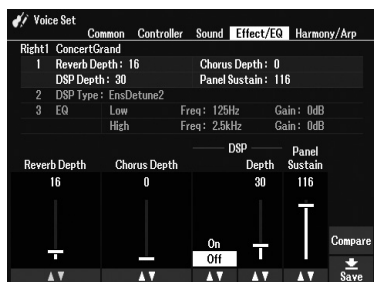 Voice Set
Common Controller Sound Effect/EQ Harmony/Arp
Right1 ConcertGrand
1 Reverb Depth: 16 Chorus Depth: 0
DSP Depth: 30 Panel Sustain: 116
2 DSP Type: EnsDetune2
3 EQ Low Freq: 125Hz Gain: 0dB
High Freq: 2.5kHz Gain: 0dB
DSP Panel
Reverb Depth Chorus Depth Depth Sustain
16 0 30 116
On
Off
Compare
Save